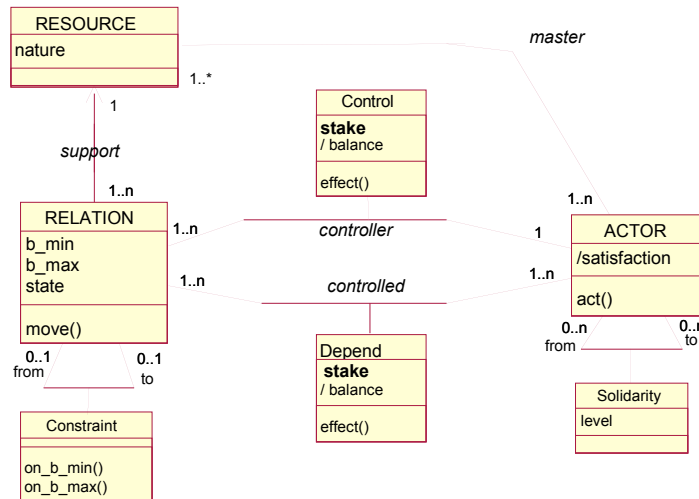 RESOURCE
nature
1..*
master
1
support
Control
stake
/ balance
effect()
1..n
RELATION
b_min
b_max
state
move()
1..n
controller
1
1..n
ACTOR
/satisfaction
act()
1..n
controlled
1..n
0..1
from
0..1
to
Depend
stake
/ balance
effect()
0..n
from
0..n
to
Constraint
on_b_min()
on_b_max()
Solidarity
level